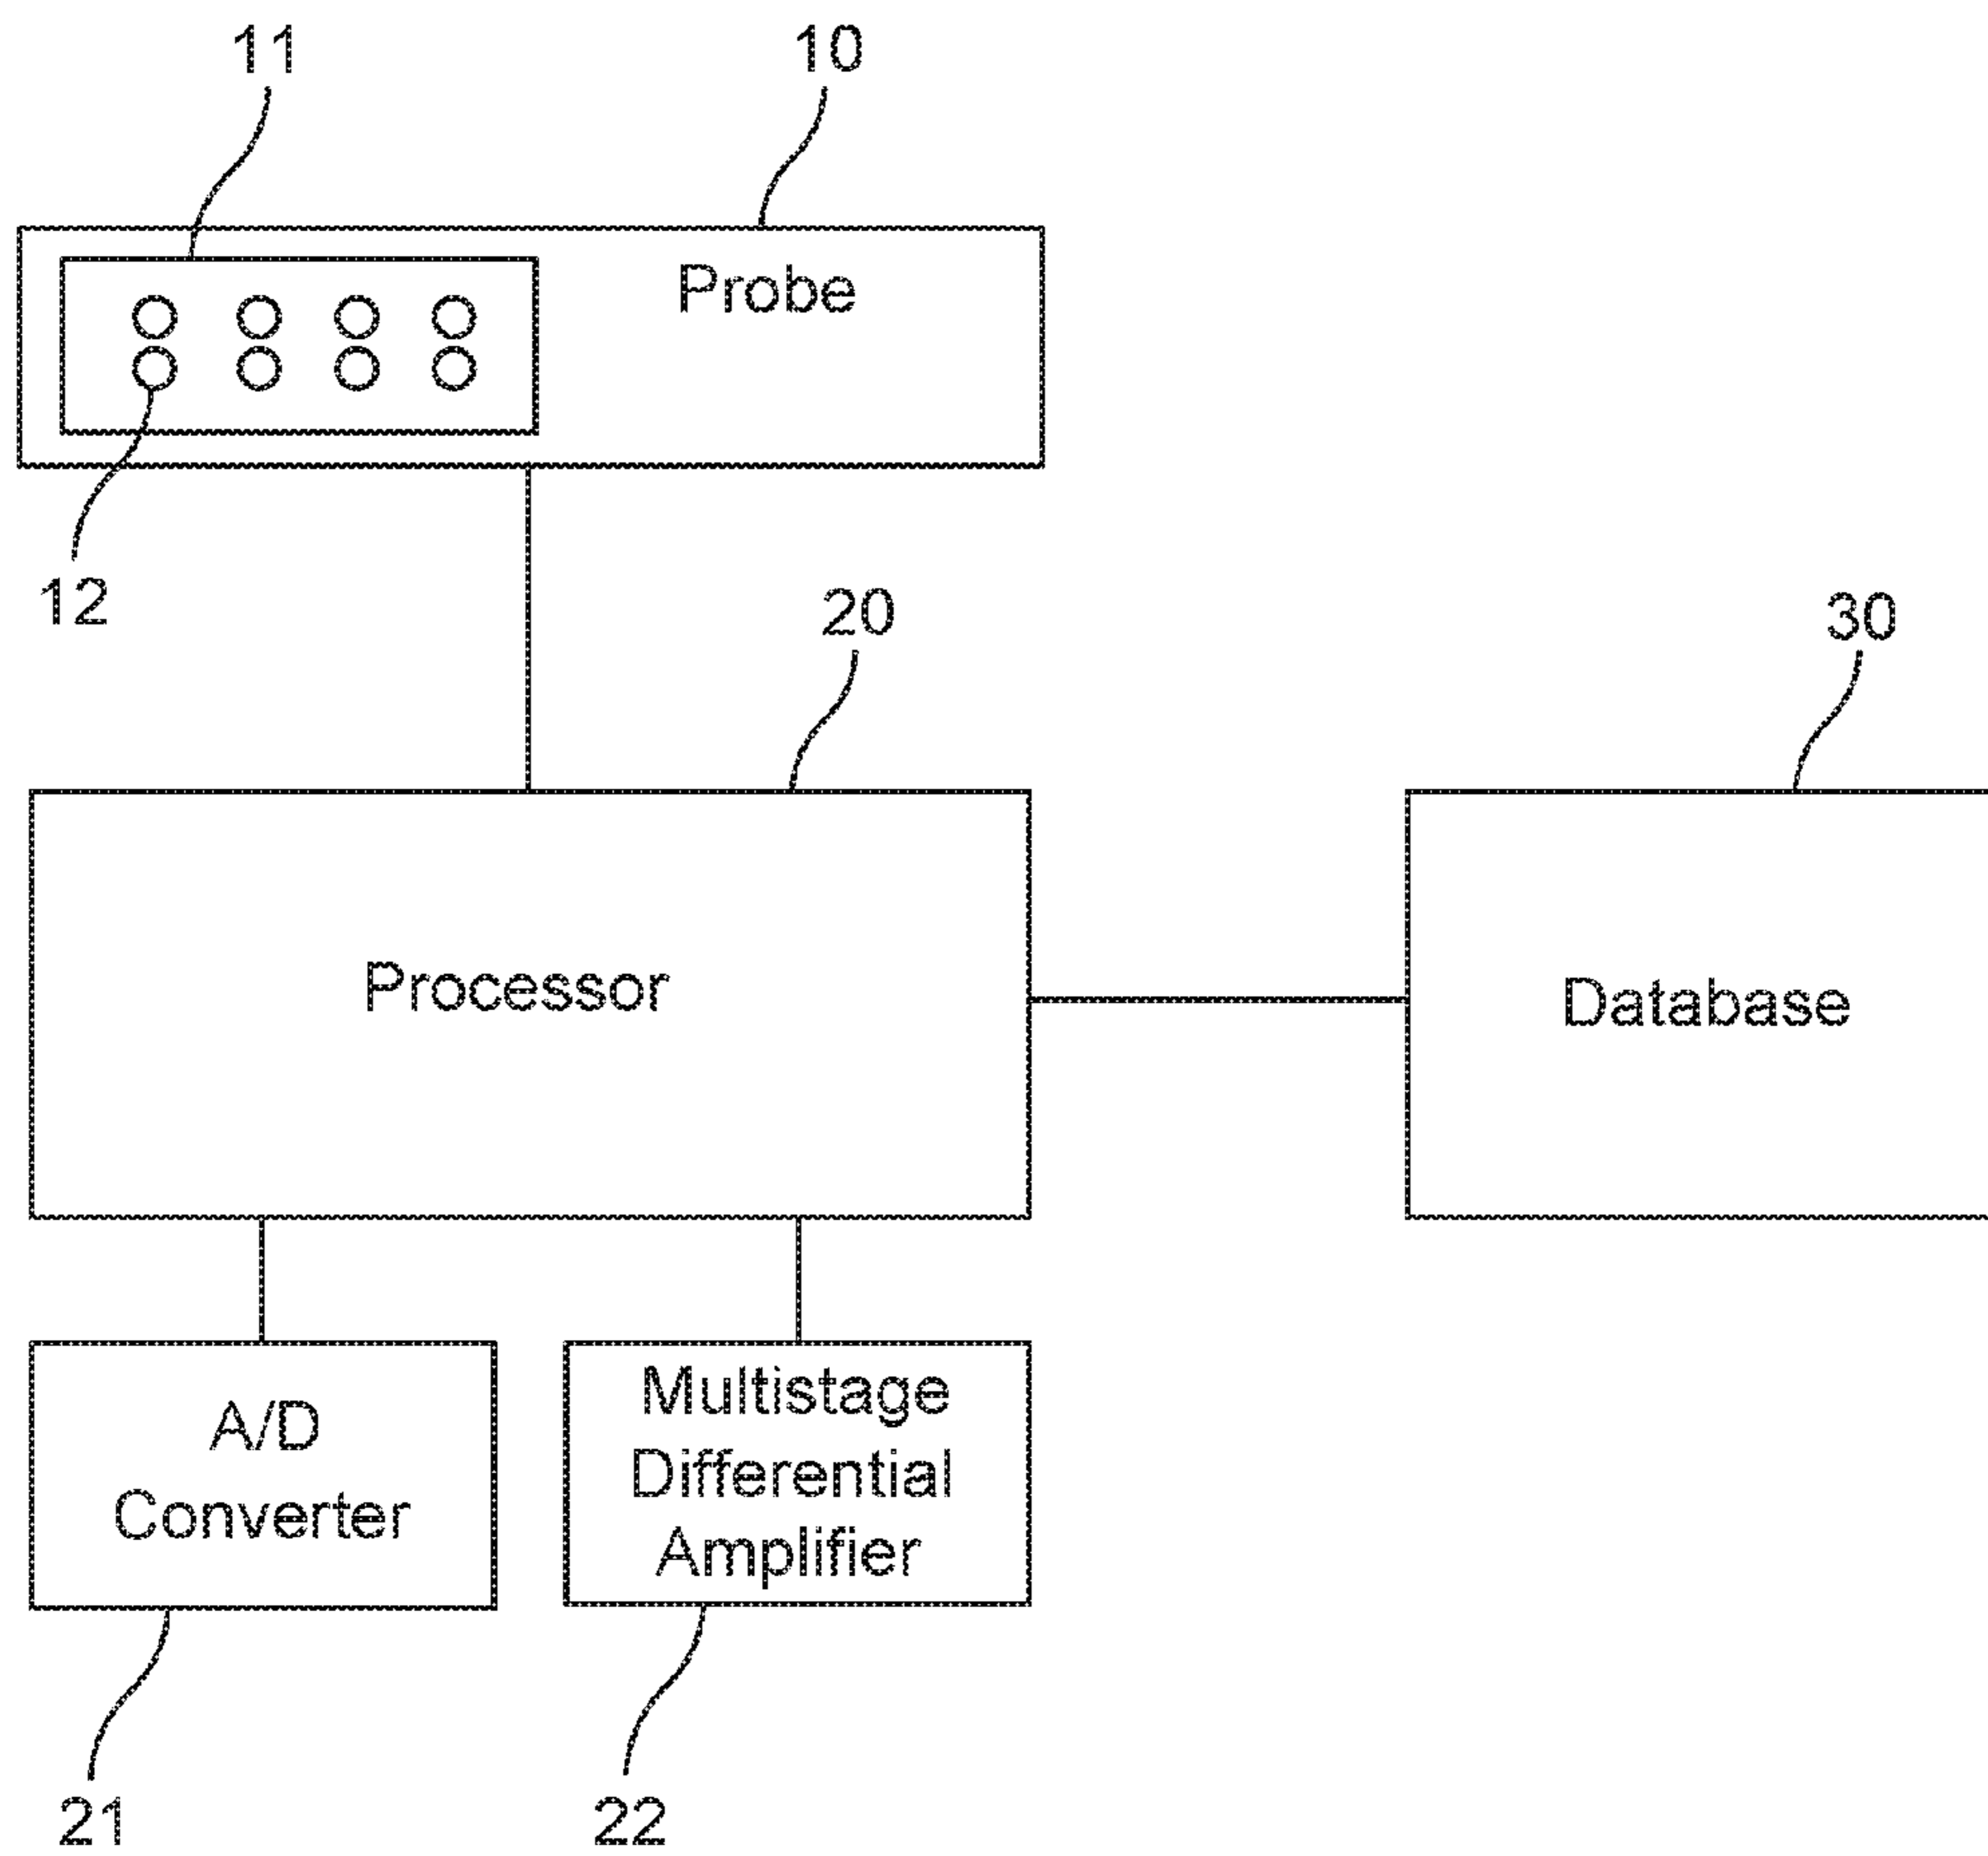 11
10
Probe
12
20
30
Processor
Database
A/D
Converter
Multistage
Differential
Amplifier
21
22